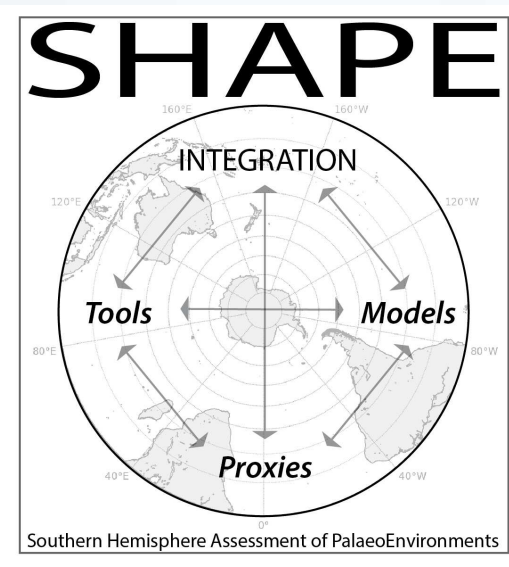 SHAPE
160°E
160°W
INTEGRATION
120°E
120°W
Tools
Models
80°E
80°W
Proxies
40°E
40°W
0°
Southern Hemisphere Assessment of PalaeoEnvironments